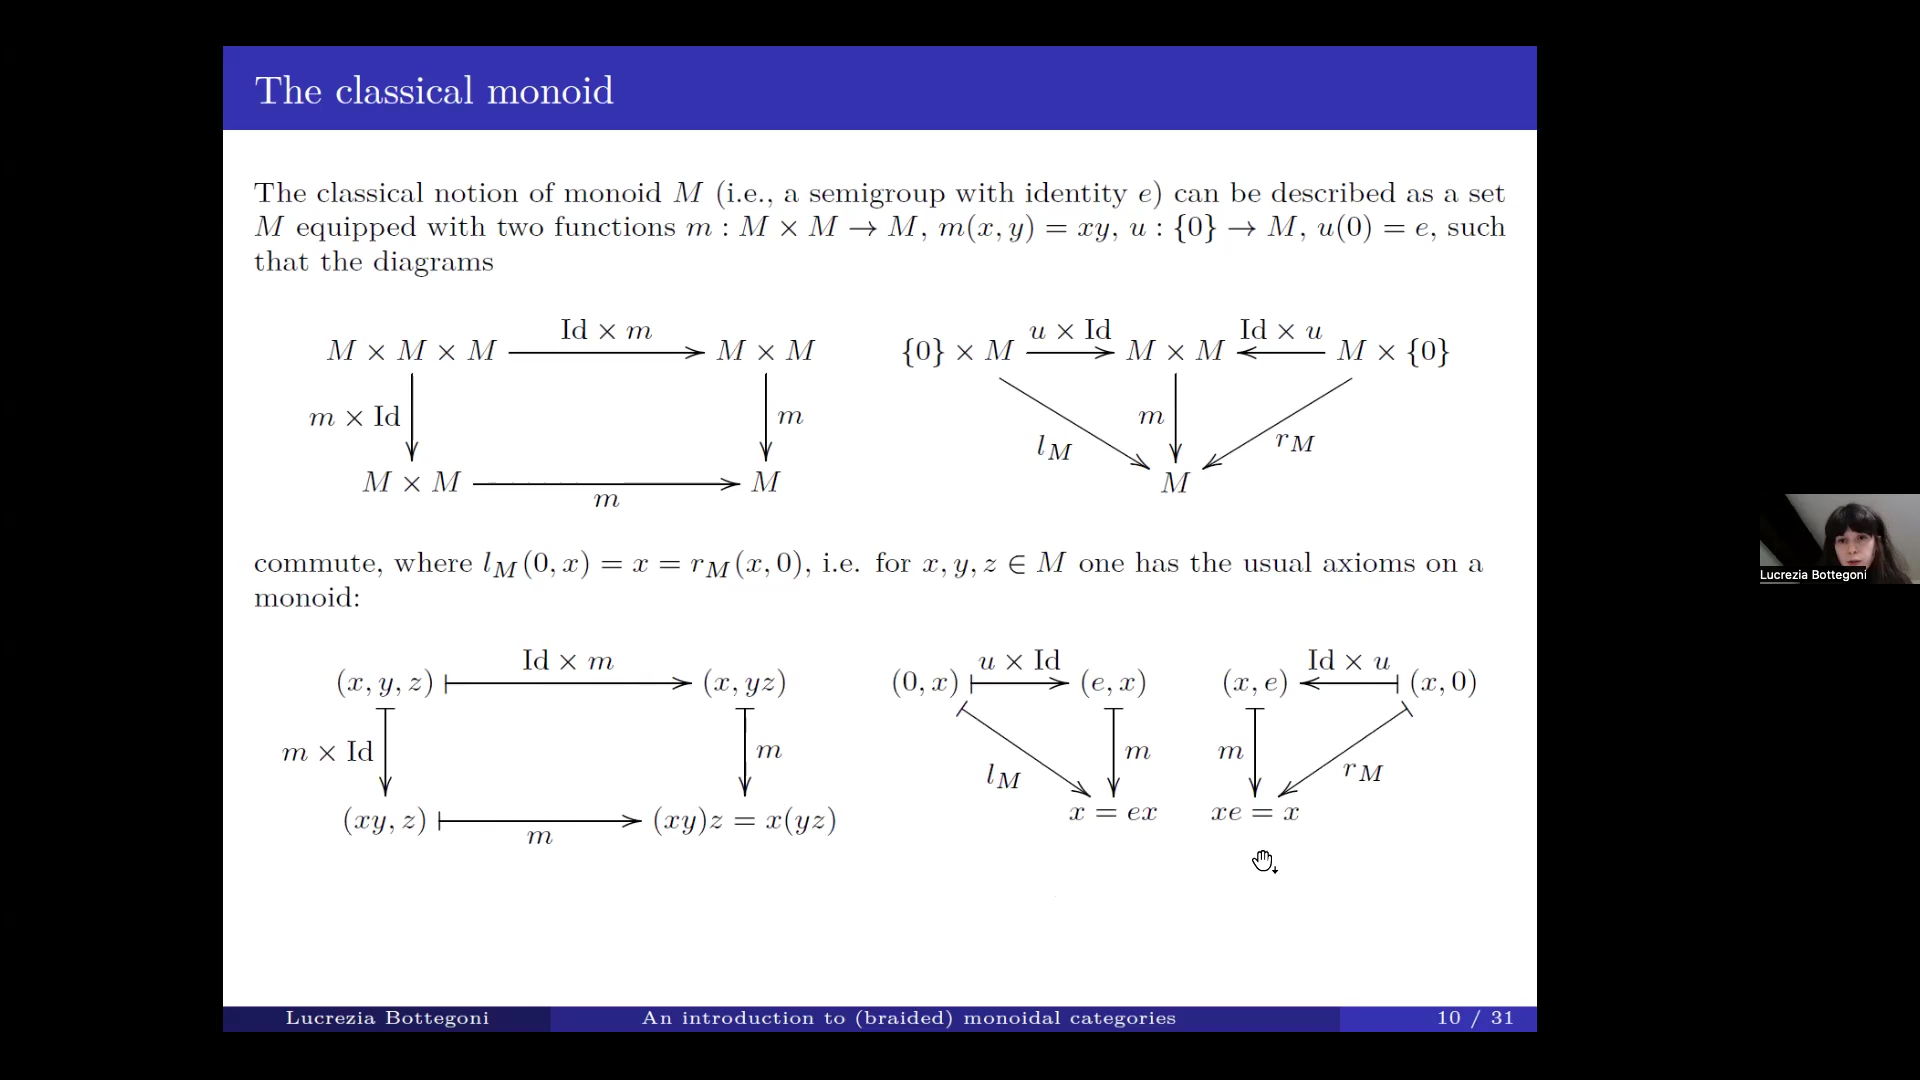 The classical monoid
The classical notion of monoid M (i.e., a semigroup with identity e) can be described as a set
M equipped with two functions m : M × M → M, m(x, y) = xy, u : {0} → M, u(0) = e, such
that the diagrams
Id × m
M × M × M
M × M
m × Id
m
M × M
M
m
u × Id
Id × u
{0} × M
M × M
M × {0}
m
l_M
r_M
M
commute, where l_M(0, x) = x = r_M(x, 0), i.e. for x, y, z ∈ M one has the usual axioms on a
monoid:
Id × m
(x, y, z)
(x, yz)
m × Id
m
(xy, z)
(xy)z = x(yz)
m
u × Id
Id × u
(0, x)
(e, x)
(x, e)
(x, 0)
m
m
l_M
r_M
x = ex
xe = x
Lucrezia Bottegoni
Lucrezia Bottegoni
An introduction to (braided) monoidal categories
10 / 31